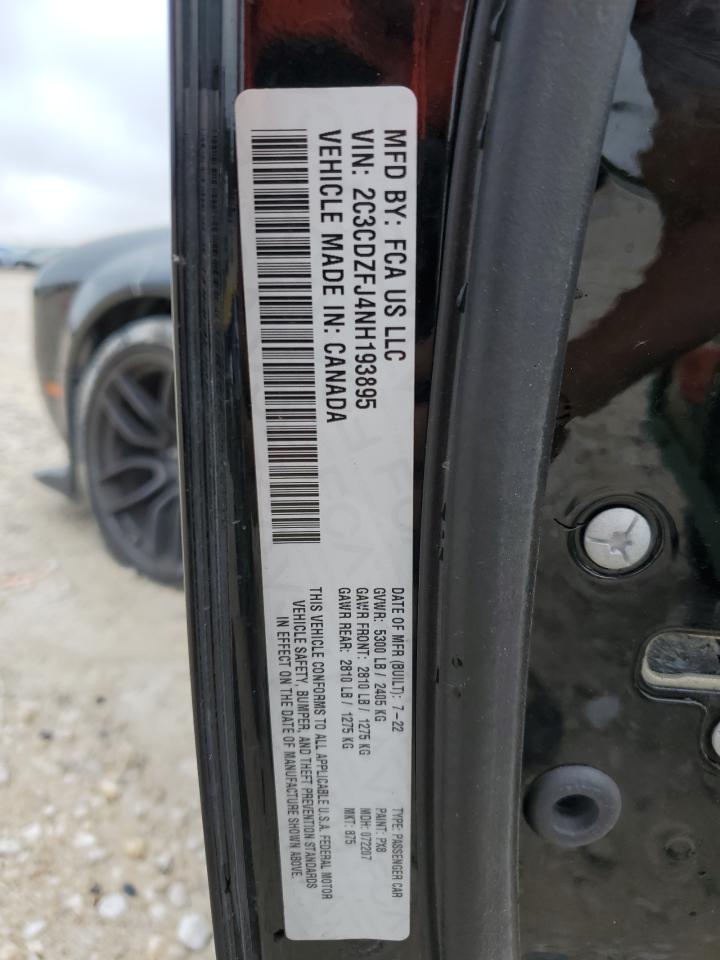 MFD BY: FCA US LLC
VIN: 2C3CDZFJ4NH193895
VEHICLE MADE IN: CANADA
DATE OF MFR (BUILT): 7-22
GVWR: 5300 LB / 2405 KG
GAWR FRONT: 2810 LB / 1275 KG
GAWR REAR: 2810 LB / 1275 KG
TYPE: PASSENGER CAR
PAINT: PX8
MDH: 072207
MKT: 875
THIS VEHICLE CONFORMS TO ALL APPLICABLE U.S.A. FEDERAL MOTOR
VEHICLE SAFETY, BUMPER, AND THEFT PREVENTION STANDARDS
IN EFFECT ON THE DATE OF MANUFACTURE SHOWN ABOVE.